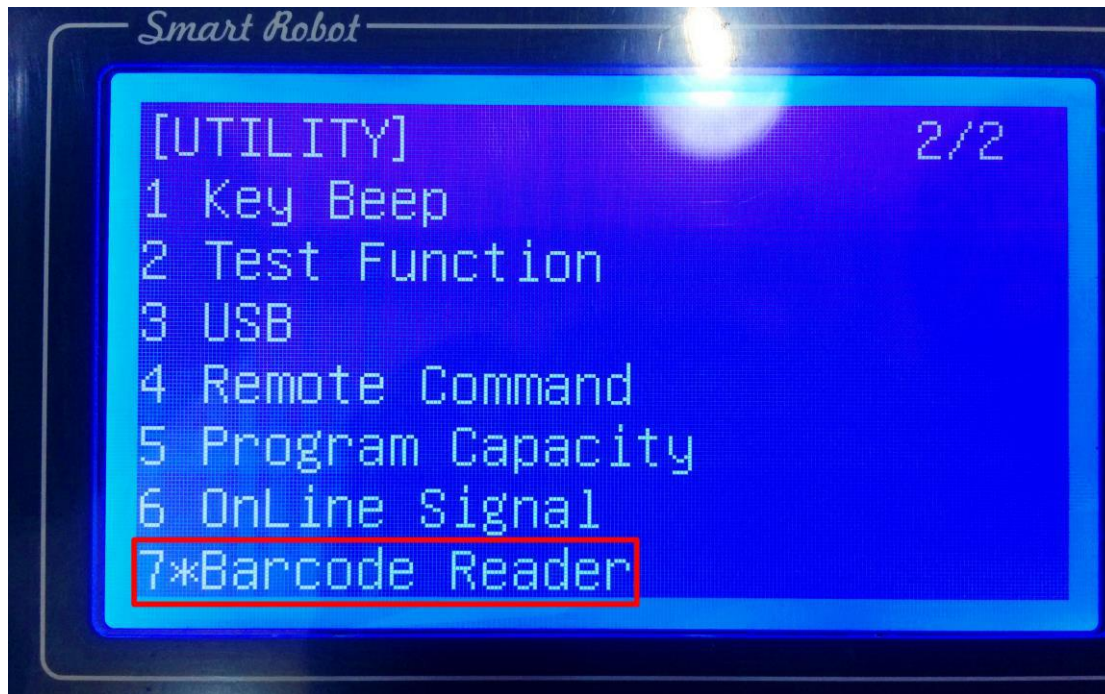 Smart Robot
[UTILITY] 2/2
1 Key Beep
2 Test Function
3 USB
4 Remote Command
5 Program Capacity
6 OnLine Signal
7*Barcode Reader